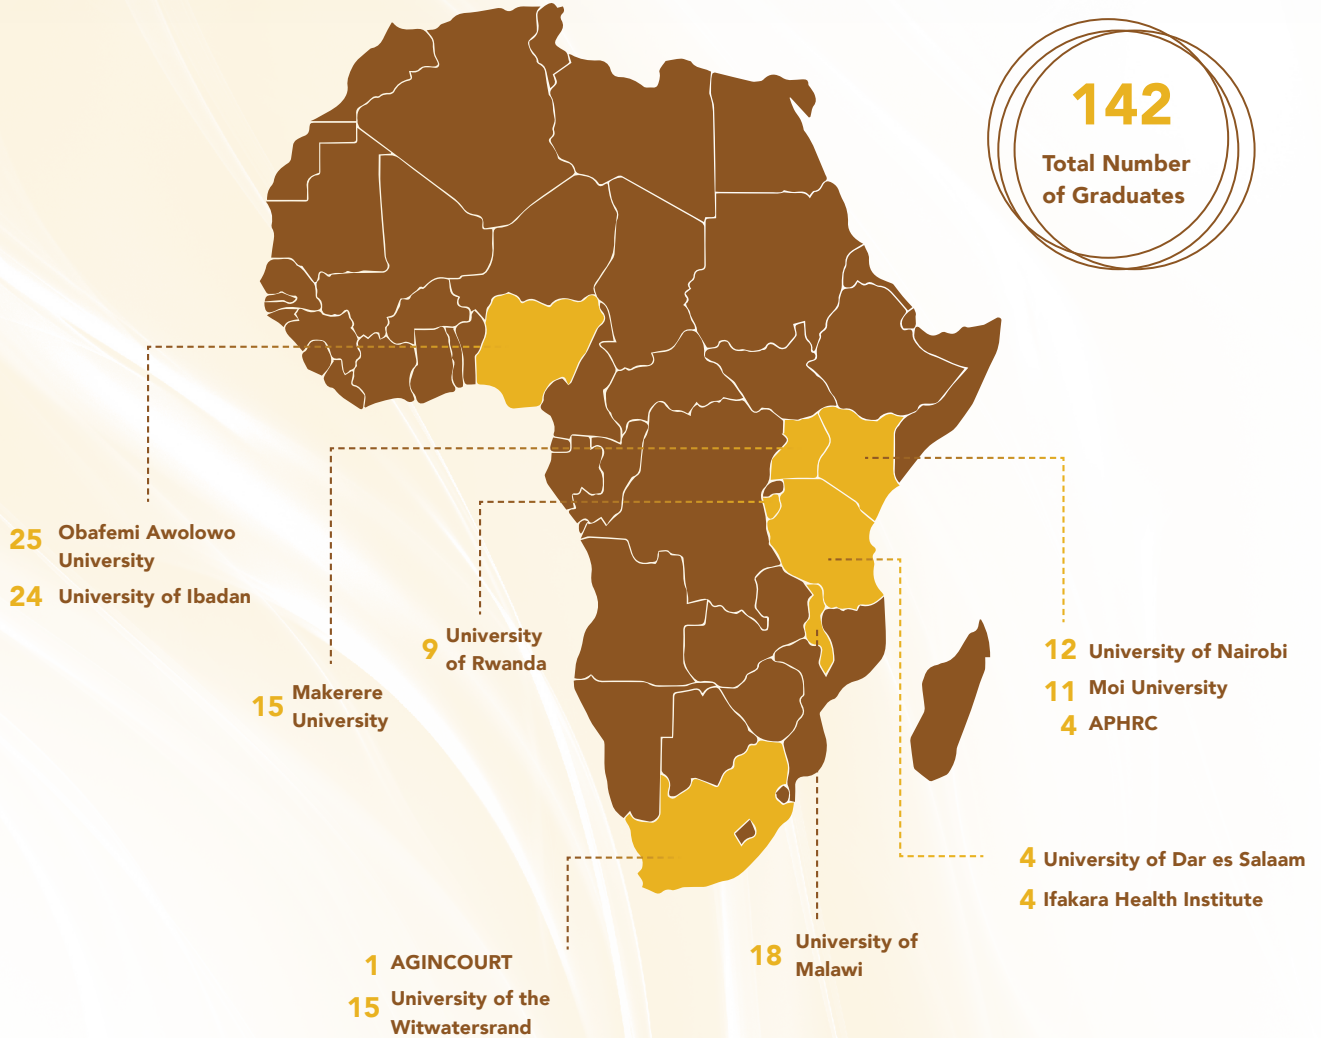 142
Total Number
of Graduates
25 Obafemi Awolowo
University
24 University of Ibadan
15 Makerere
University
9 University
of Rwanda
12 University of Nairobi
11 Moi University
4 APHRC
4 University of Dar es Salaam
4 Ifakara Health Institute
18 University of
Malawi
1 AGINCOURT
15 University of the
Witwatersrand